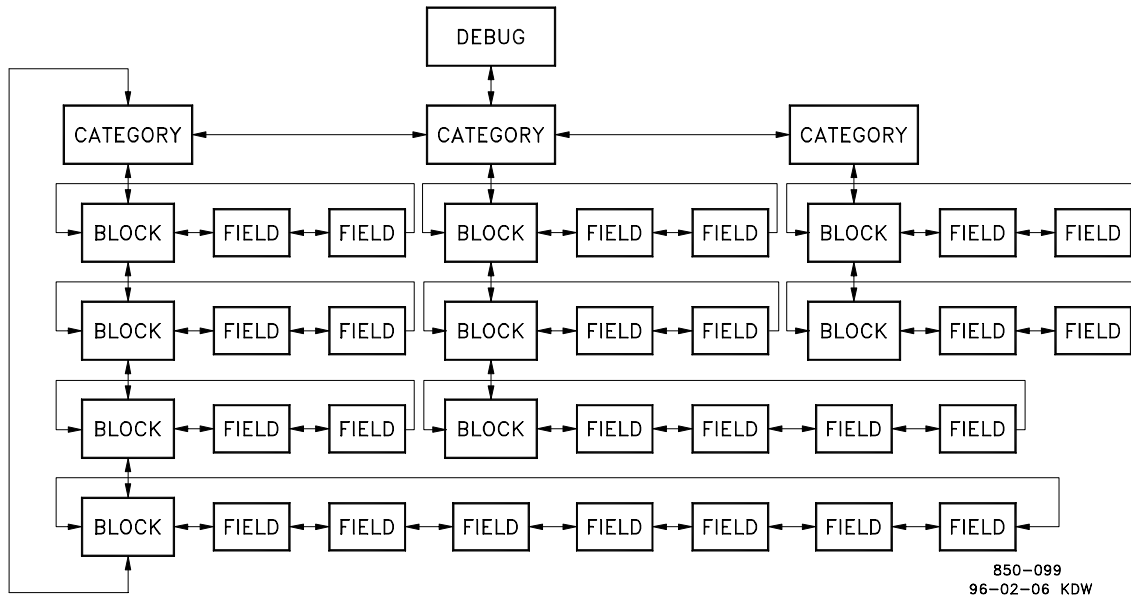 DEBUG
CATEGORY CATEGORY CATEGORY
BLOCK FIELD FIELD BLOCK FIELD FIELD BLOCK FIELD FIELD
BLOCK FIELD FIELD BLOCK FIELD FIELD BLOCK FIELD FIELD
BLOCK FIELD FIELD BLOCK FIELD FIELD FIELD FIELD
BLOCK FIELD FIELD FIELD FIELD FIELD FIELD FIELD
850-099
96-02-06 KDW